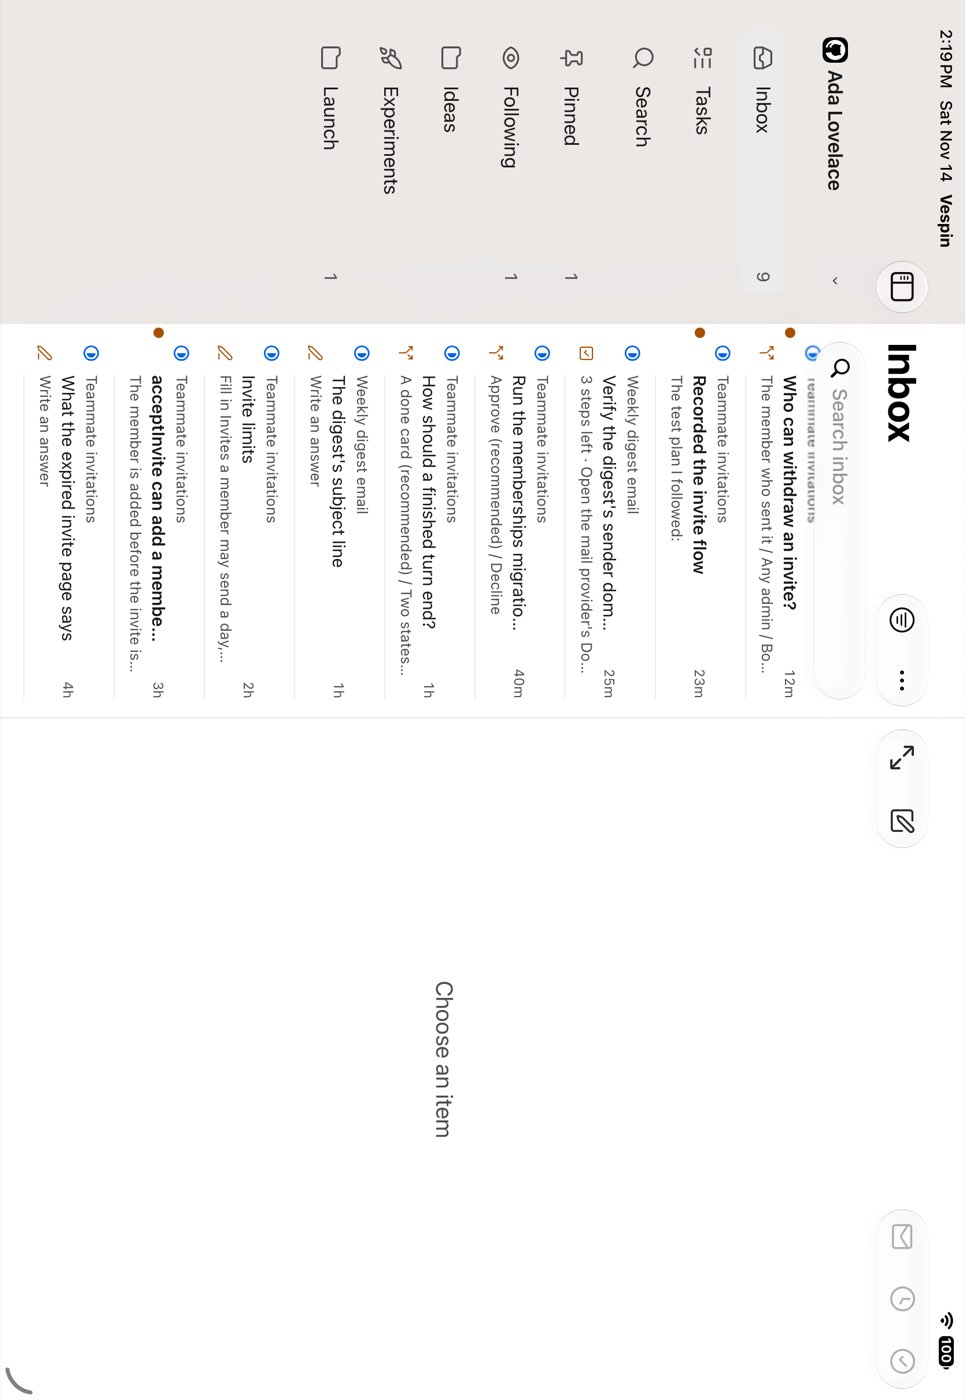 2:19 PM Sat Nov 14 Vespin
100
Inbox
Search inbox
Ada Lovelace
Inbox 9
Tasks
Search
Pinned 1
Following 1
Ideas
Experiments
Launch 1
Teammate invitations
Who can withdraw an invite? 12m
The member who sent it / Any admin / Bo...
Teammate invitations
Recorded the invite flow 23m
The test plan I followed:
Weekly digest email
Verify the digest's sender dom... 25m
3 steps left · Open the mail provider's Do...
Teammate invitations
Run the memberships migratio... 40m
Approve (recommended) / Decline
Teammate invitations
How should a finished turn end? 1h
A done card (recommended) / Two states...
Weekly digest email
The digest's subject line 1h
Write an answer
Teammate invitations
Invite limits 2h
Fill in Invites a member may send a day,...
Teammate invitations
acceptInvite can add a membe... 3h
The member is added before the invite is...
Teammate invitations
What the expired invite page says 4h
Write an answer
Choose an item